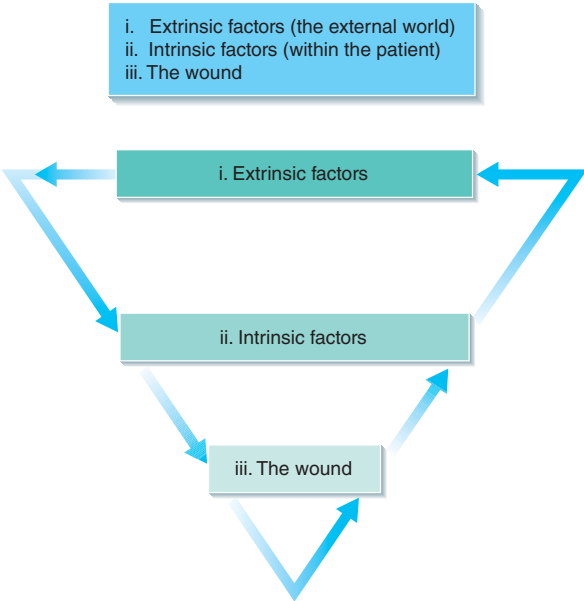 i. Extrinsic factors (the external world)
ii. Intrinsic factors (within the patient)
iii. The wound
i. Extrinsic factors
ii. Intrinsic factors
iii. The wound